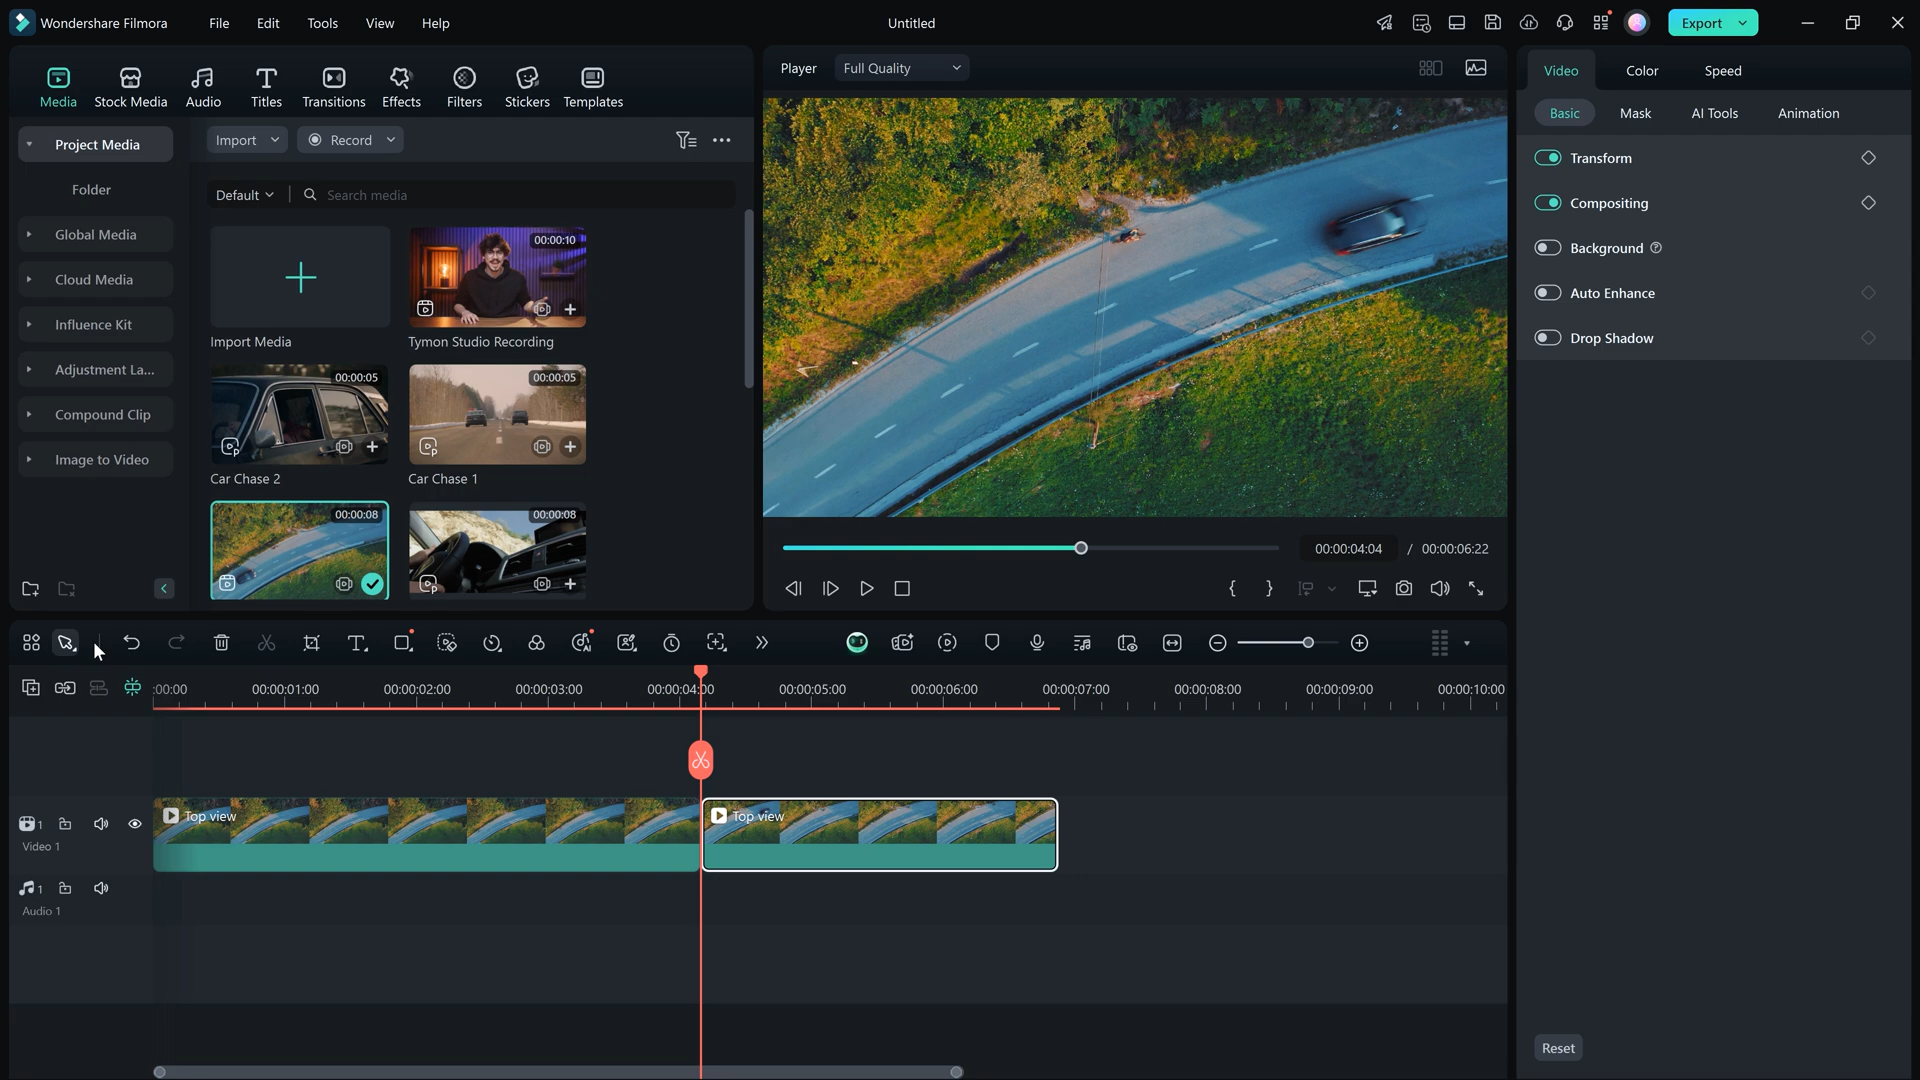 Wondershare Filmora
File
Edit
Tools
View
Help
Untitled
Export
Media
Stock Media
Audio
Titles
Transitions
Effects
Filters
Stickers
Templates
Player
Full Quality
Video
Color
Speed
Basic
Mask
AI Tools
Animation
Project Media
Folder
Global Media
Cloud Media
Influence Kit
Adjustment La...
Compound Clip
Image to Video
Import
Record
Default
Search media
Import Media
00:00:10
Tymon Studio Recording
00:00:05
Car Chase 2
00:00:05
Car Chase 1
00:00:08
00:00:08
Transform
Compositing
Background
Auto Enhance
Drop Shadow
00:00:04:04 / 00:00:06:22
:00:00
00:00:01:00
00:00:02:00
00:00:03:00
00:00:04:00
00:00:05:00
00:00:06:00
00:00:07:00
00:00:08:00
00:00:09:00
00:00:10:00
Top view
Top view
1
Video 1
1
Audio 1
Reset